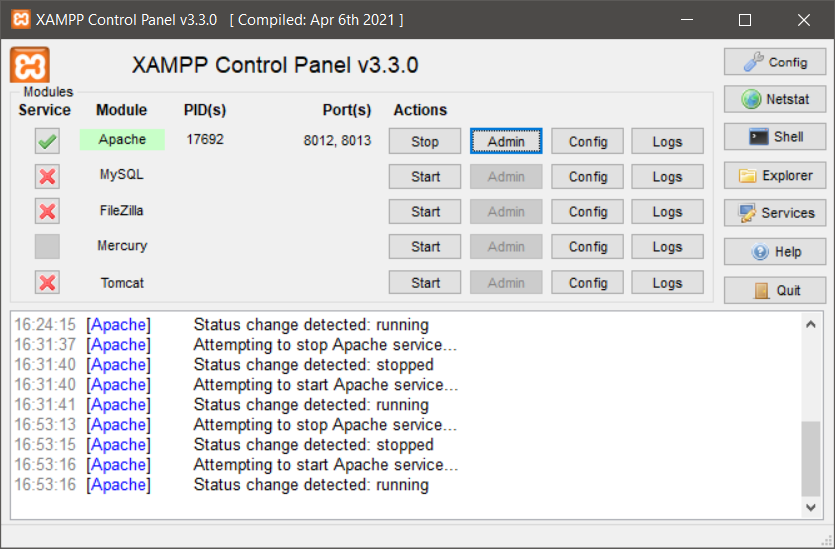 XAMPP Control Panel v3.3.0 [ Compiled: Apr 6th 2021 ]
XAMPP Control Panel v3.3.0
Config
Modules
Service Module PID(s) Port(s) Actions
Netstat
Apache 17692 8012, 8013 Stop Admin Config Logs
Shell
MySQL Start Admin Config Logs
Explorer
FileZilla Start Admin Config Logs
Services
Mercury Start Admin Config Logs
Help
Tomcat Start Admin Config Logs
Quit
16:24:15 [Apache] Status change detected: running
16:31:37 [Apache] Attempting to stop Apache service...
16:31:40 [Apache] Status change detected: stopped
16:31:40 [Apache] Attempting to start Apache service...
16:31:41 [Apache] Status change detected: running
16:53:13 [Apache] Attempting to stop Apache service...
16:53:15 [Apache] Status change detected: stopped
16:53:16 [Apache] Attempting to start Apache service...
16:53:16 [Apache] Status change detected: running